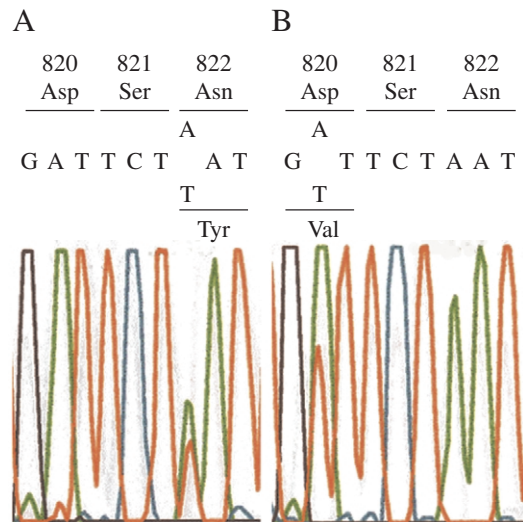 A
820 821 822
Asp Ser Asn
A
G A T T C T A T
T
Tyr
B
820 821 822
Asp Ser Asn
A
G T T C T A A T
T
Val